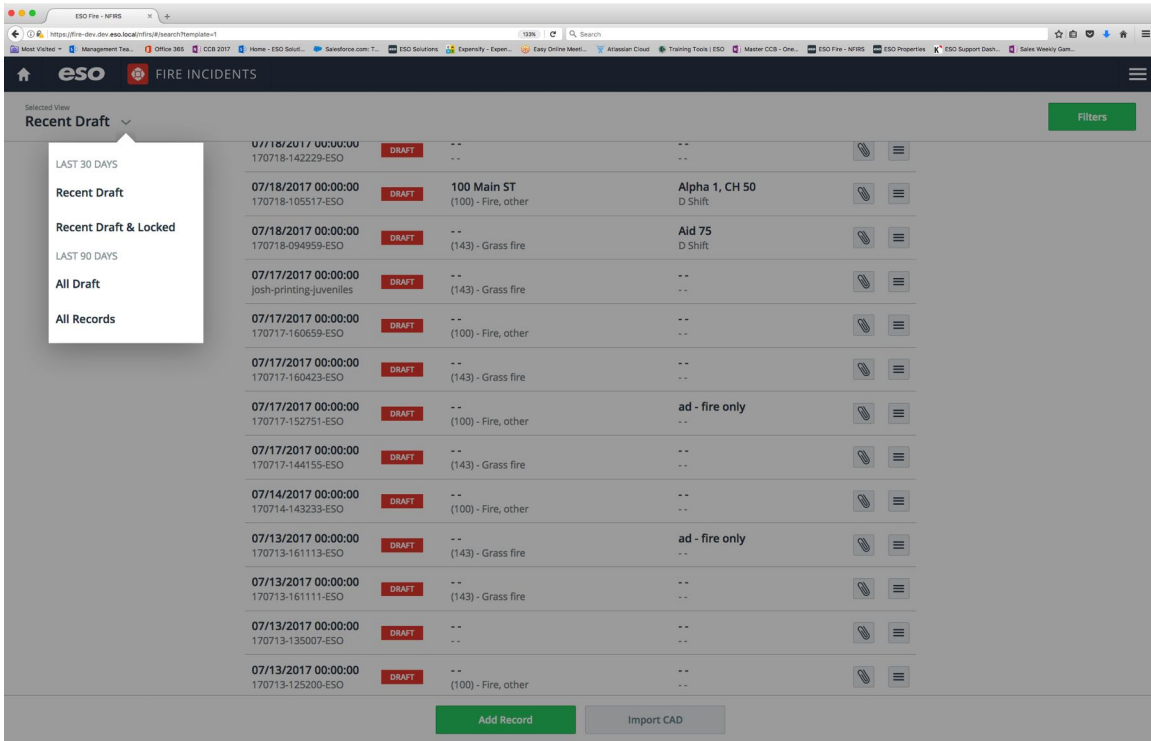 ESO Fire - NFIRS
https://fire-dev.dev.eso.local/nfirs/#/search?template=1
133%
Search
Most Visited
Management Tea...
Office 365
CCB 2017
Home - ESO Soluti...
Salesforce.com: T...
ESO Solutions
Expensify - Expen...
Easy Online Meeti...
Atlassian Cloud
Training Tools | ESO
Master CCB - One...
ESO Fire - NFIRS
ESO Properties
ESO Support Dash...
Sales Weekly Gam...
eso
FIRE INCIDENTS
Selected View
Recent Draft
Filters
LAST 30 DAYS
Recent Draft
Recent Draft & Locked
LAST 90 DAYS
All Draft
All Records
07/18/2017 00:00:00 DRAFT - - - -
170718-142229-ESO - - - -
07/18/2017 00:00:00 DRAFT 100 Main ST Alpha 1, CH 50
170718-105517-ESO (100) - Fire, other D Shift
07/18/2017 00:00:00 DRAFT - - Aid 75
170718-094959-ESO (143) - Grass fire D Shift
07/17/2017 00:00:00 DRAFT - - - -
josh-printing-juveniles (143) - Grass fire - -
07/17/2017 00:00:00 DRAFT - - - -
170717-160659-ESO (100) - Fire, other - -
07/17/2017 00:00:00 DRAFT - - - -
170717-160423-ESO (143) - Grass fire - -
07/17/2017 00:00:00 DRAFT - - ad - fire only
170717-152751-ESO (100) - Fire, other - -
07/17/2017 00:00:00 DRAFT - - - -
170717-144155-ESO (143) - Grass fire - -
07/14/2017 00:00:00 DRAFT - - - -
170714-143233-ESO (100) - Fire, other - -
07/13/2017 00:00:00 DRAFT - - ad - fire only
170713-161113-ESO (143) - Grass fire - -
07/13/2017 00:00:00 DRAFT - - - -
170713-161111-ESO (143) - Grass fire - -
07/13/2017 00:00:00 DRAFT - - - -
170713-135007-ESO - - - -
07/13/2017 00:00:00 DRAFT - - - -
170713-125200-ESO (100) - Fire, other - -
Add Record
Import CAD